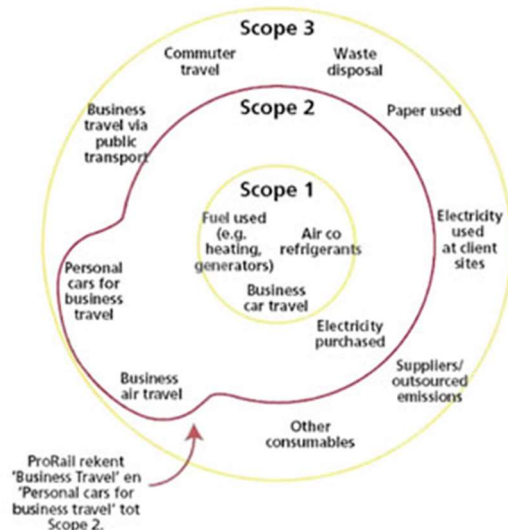 Scope 3
Commuter
travel
Waste
disposal
Scope 2
Business
travel via
public
transport
Paper used
Scope 1
Fuel used
(e.g.
heating,
generators)
Air co
refrigerants
Electricity
used
at client
sites
Personal
cars for
business
travel
Business
car travel
Electricity
purchased
Business
air travel
Suppliers/
outsourced
emissions
Other
consumables
ProRail rekent
'Business Travel' en
'Personal cars for
business travel' tot
Scope 2.